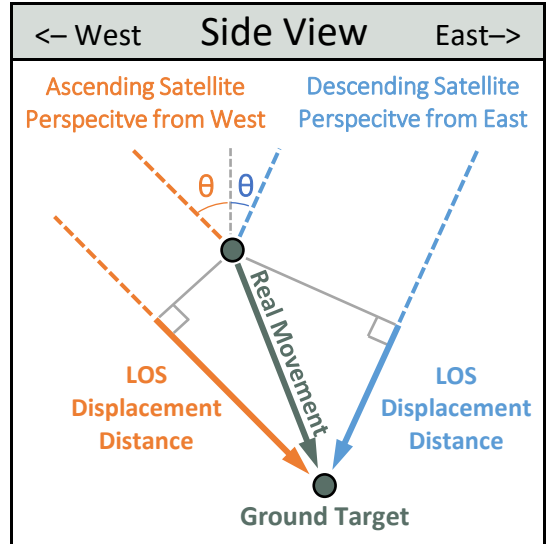 <– West Side View East–>
Ascending Satellite
Perspecitve from West
Descending Satellite
Perspecitve from East
θ θ
Real Movement
LOS
Displacement
Distance
LOS
Displacement
Distance
Ground Target